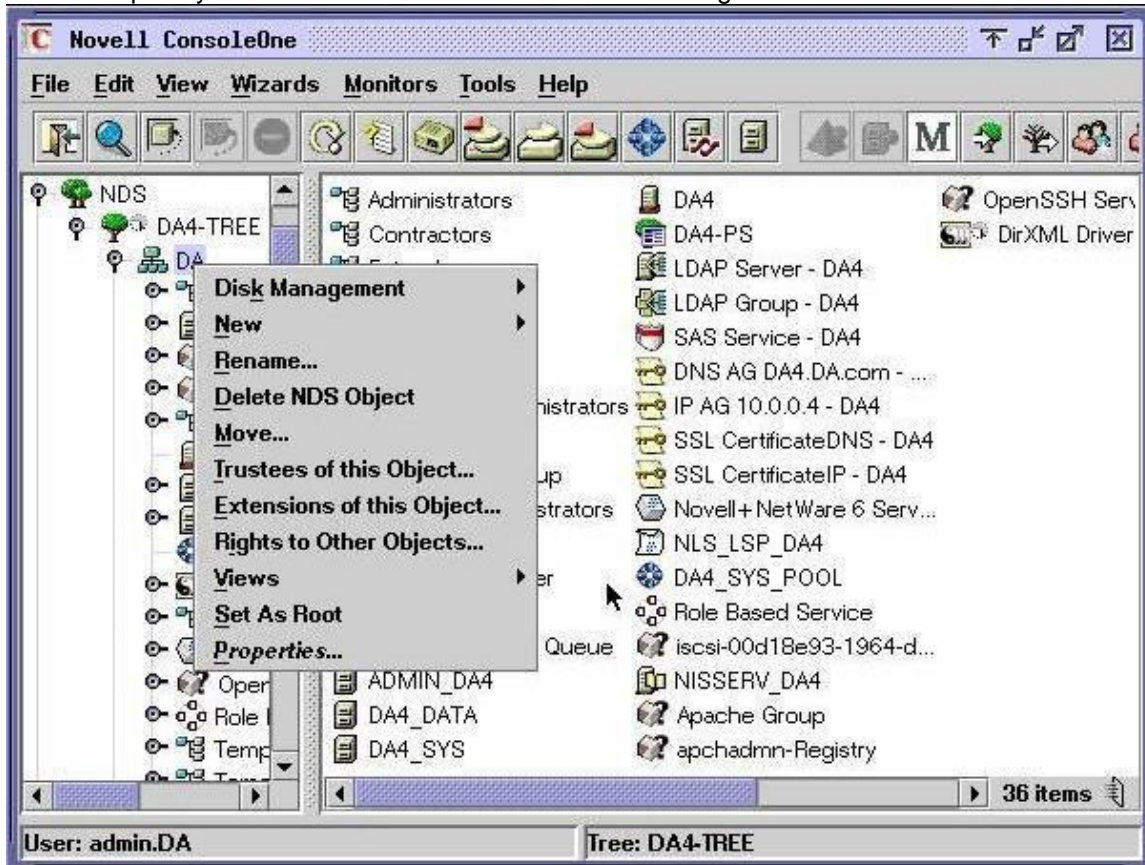 Novell ConsoleOne
File Edit View Wizards Monitors Tools Help
M
NDS
DA4-TREE
DA
Disk Management
New
Rename...
Delete NDS Object
Move...
Trustees of this Object...
Extensions of this Object...
Rights to Other Objects...
Views
Set As Root
Properties...
Oper
Role
Temp
Administrators
Contractors
histrators
up
strators
er
Queue
ADMIN_DA4
DA4_DATA
DA4_SYS
DA4
DA4-PS
LDAP Server - DA4
LDAP Group - DA4
SAS Service - DA4
DNS AG DA4.DA.com - ...
IP AG 10.0.0.4 - DA4
SSL CertificateDNS - DA4
SSL CertificateIP - DA4
Novell+NetWare 6 Serv...
NLS_LSP_DA4
DA4_SYS_POOL
Role Based Service
iscsi-00d18e93-1964-d...
NISSERV_DA4
Apache Group
apchadmn-Registry
OpenSSH Serv
DirXML Driver
36 items
User: admin.DA
Tree: DA4-TREE